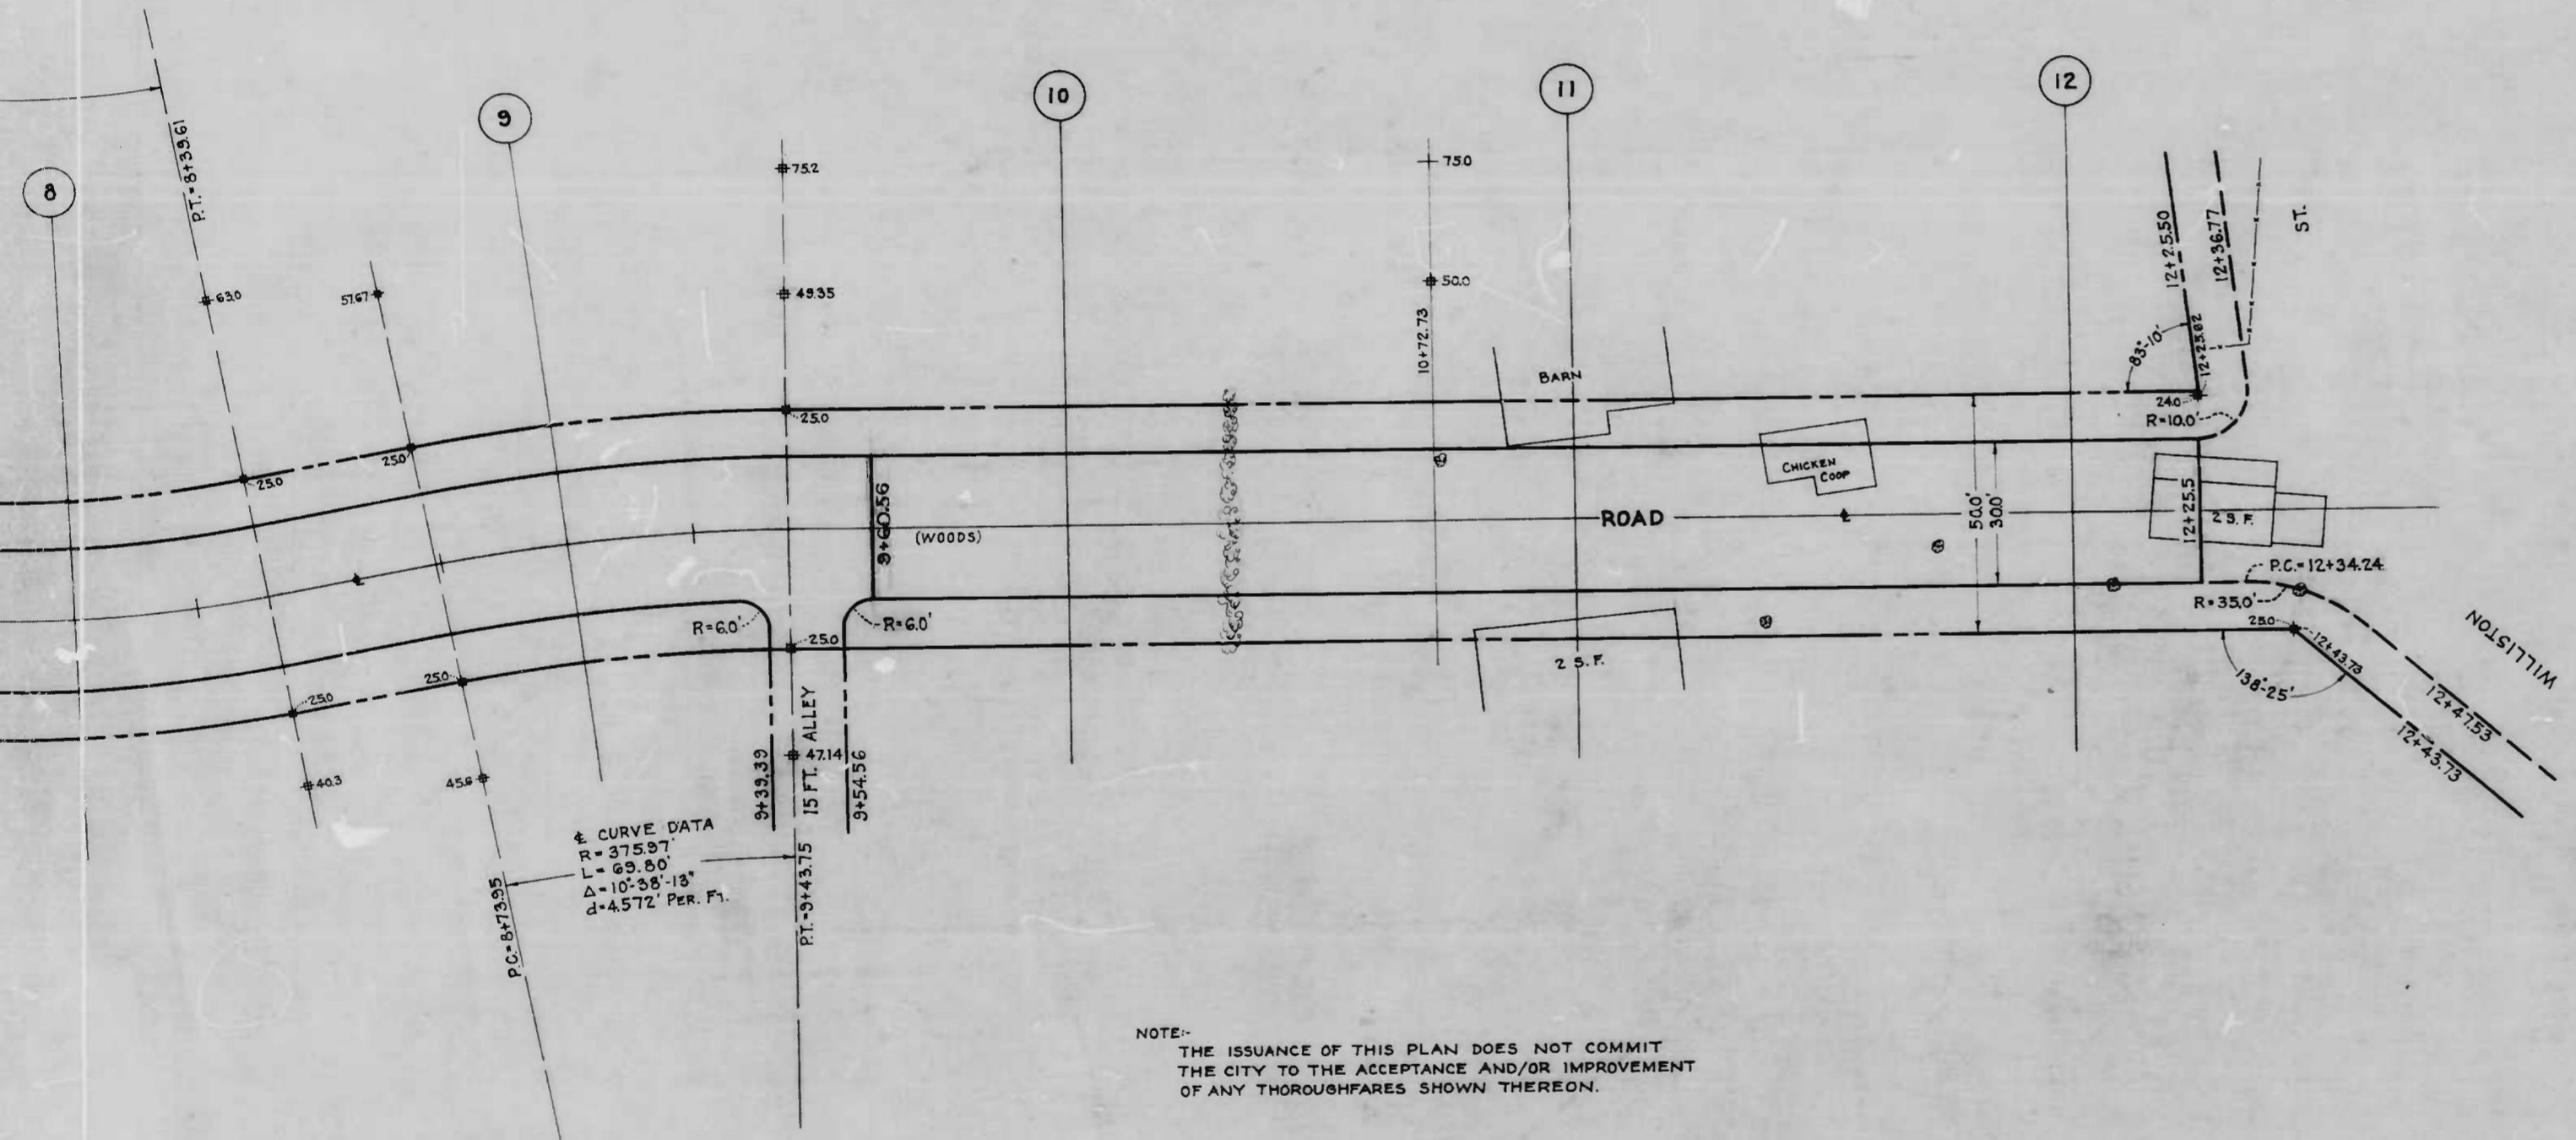 8
9
10
11
12
P.T.=8+39.61
63.0
57.67
75.2
49.35
75.0
50.0
10+72.73
12+25.50
12+36.77
ST.
83°-10'
12+25.82
24.0
R=10.0'
25.0
25.0
25.0
BARN
CHICKEN
COOP
9+60.56
(WOODS)
ROAD
℄
50.0'
30.0'
12+25.5
2 S.F.
P.C.=12+34.24
R=35.0'
25.0
12+43.73
138°-25'
WILLISTON
12+47.53
12+43.73
℄
R=6.0'
R=6.0'
25.0
25.0
25.0
2 S.F.
40.3
45.6
47.14
9+39.39
15 FT. ALLEY
9+54.56
℄ CURVE DATA
R=375.97'
L=69.80'
Δ=10°-38'-13"
d=4.572' PER. FT.
P.C.=8+73.95
P.T.=9+43.75
NOTE:-
THE ISSUANCE OF THIS PLAN DOES NOT COMMIT
THE CITY TO THE ACCEPTANCE AND/OR IMPROVEMENT
OF ANY THOROUGHFARES SHOWN THEREON.